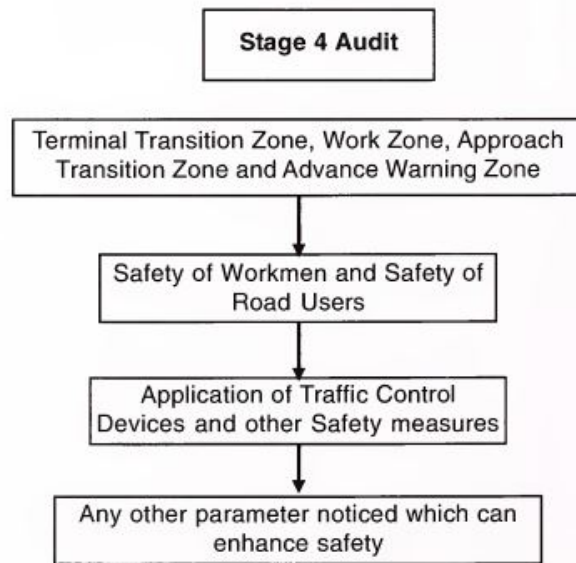 Stage 4 Audit
Terminal Transition Zone, Work Zone, Approach
Transition Zone and Advance Warning Zone
Safety of Workmen and Safety of
Road Users
Application of Traffic Control
Devices and other Safety measures
Any other parameter noticed which can
enhance safety